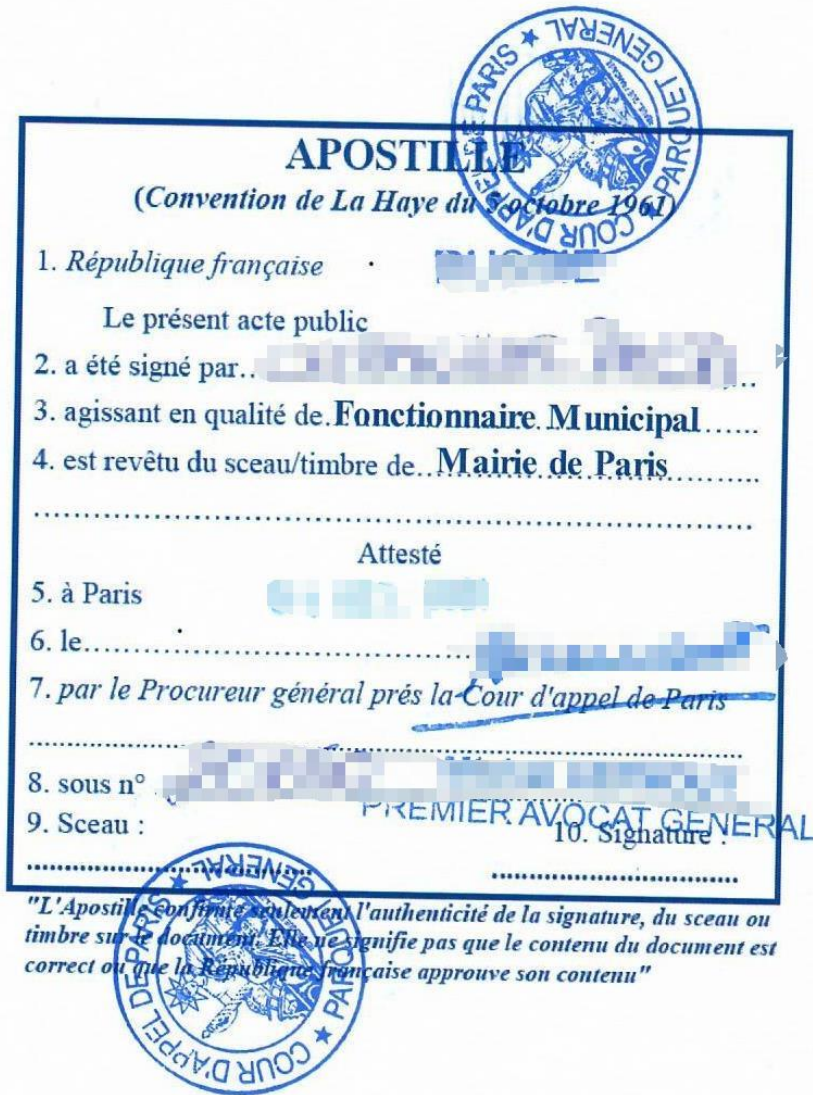 COUR D'APPEL DE PARIS ★ PARQUET GENERAL ★
APOSTILLE
(Convention de La Haye du 5 octobre 1961)
1. République française
Le présent acte public
2. a été signé par..
3. agissant en qualité de.Fonctionnaire Municipal......
4. est revêtu du sceau/timbre de..Mairie de Paris..........
Attesté
5. à Paris
6. le
7. par le Procureur général prés la Cour d'appel de Paris
8. sous n°
PREMIER AVOCAT GENERAL
9. Sceau :
10. Signature :
"L'Apostille confirme seulement l'authenticité de la signature, du sceau ou
timbre sur le document. Elle ne signifie pas que le contenu du document est
correct ou que la République française approuve son contenu"
COUR D'APPEL DE PARIS ★ PARQUET GENERAL ★